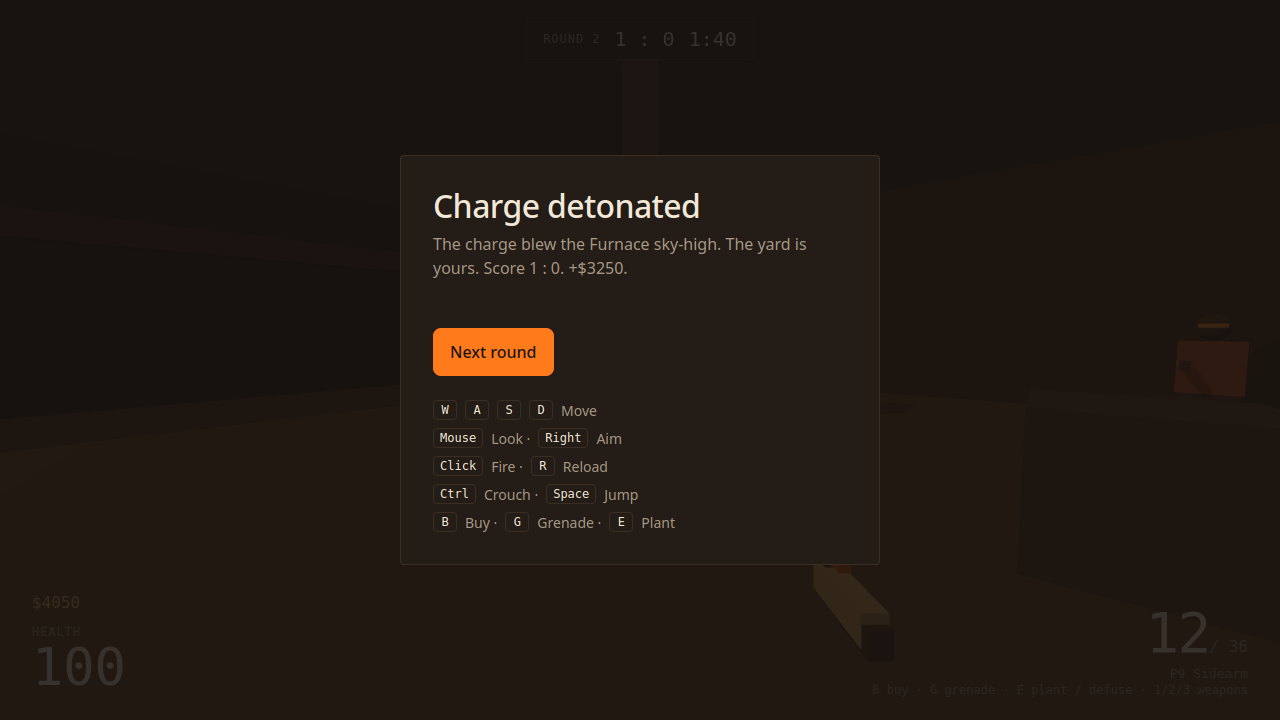 ROUND 2 1 : 0 1:40
Charge detonated
The charge blew the Furnace sky-high. The yard is
yours. Score 1 : 0. +$3250.
Next round
W A S D Move
Mouse Look · Right Aim
Click Fire · R Reload
Ctrl Crouch · Space Jump
B Buy · G Grenade · E Plant
$4050
HEALTH
100
12 / 36
P9 Sidearm
B buy · G grenade · E plant / defuse · 1/2/3 weapons